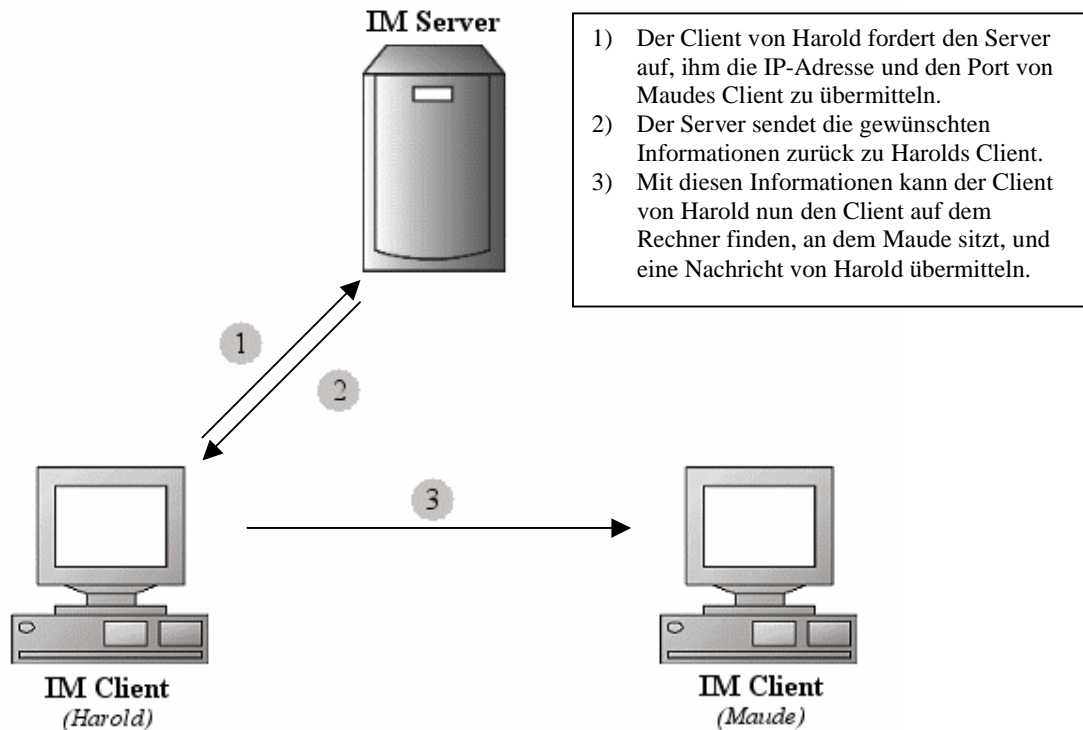 IM Server
1) Der Client von Harold fordert den Server
auf, ihm die IP-Adresse und den Port von
Maudes Client zu übermitteln.
2) Der Server sendet die gewünschten
Informationen zurück zu Harolds Client.
3) Mit diesen Informationen kann der Client
von Harold nun den Client auf dem
Rechner finden, an dem Maude sitzt, und
eine Nachricht von Harold übermitteln.
1
2
3
IM Client
(Harold)
IM Client
(Maude)